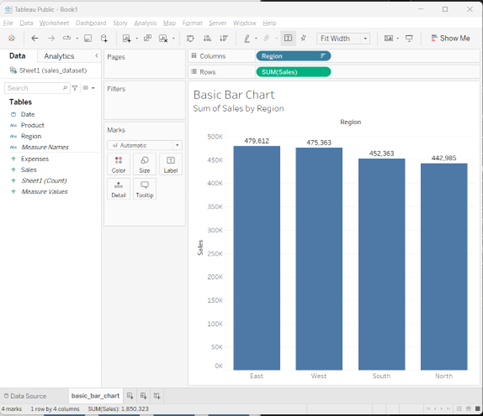 Tableau Public - Book1
File Data Worksheet Dashboard Story Analysis Map Format Server Window Help
Fit Width
Show Me
Data Analytics
Sheet1 (sales_dataset)
Search
Tables
Date
Abc Product
Abc Region
Abc Measure Names
# Expenses
# Sales
# Sheet1 (Count)
# Measure Values
Pages
Filters
Marks
Automatic
Color Size Label
Detail Tooltip
Columns Region
Rows SUM(Sales)
Basic Bar Chart
Sum of Sales by Region
Region
500K
450K
400K
350K
300K
250K
200K
150K
100K
50K
0K
Sales
479,612 475,363 452,363 442,985
East West South North
Data Source basic_bar_chart
4 marks 1 row by 4 columns SUM(Sales): 1,850,323